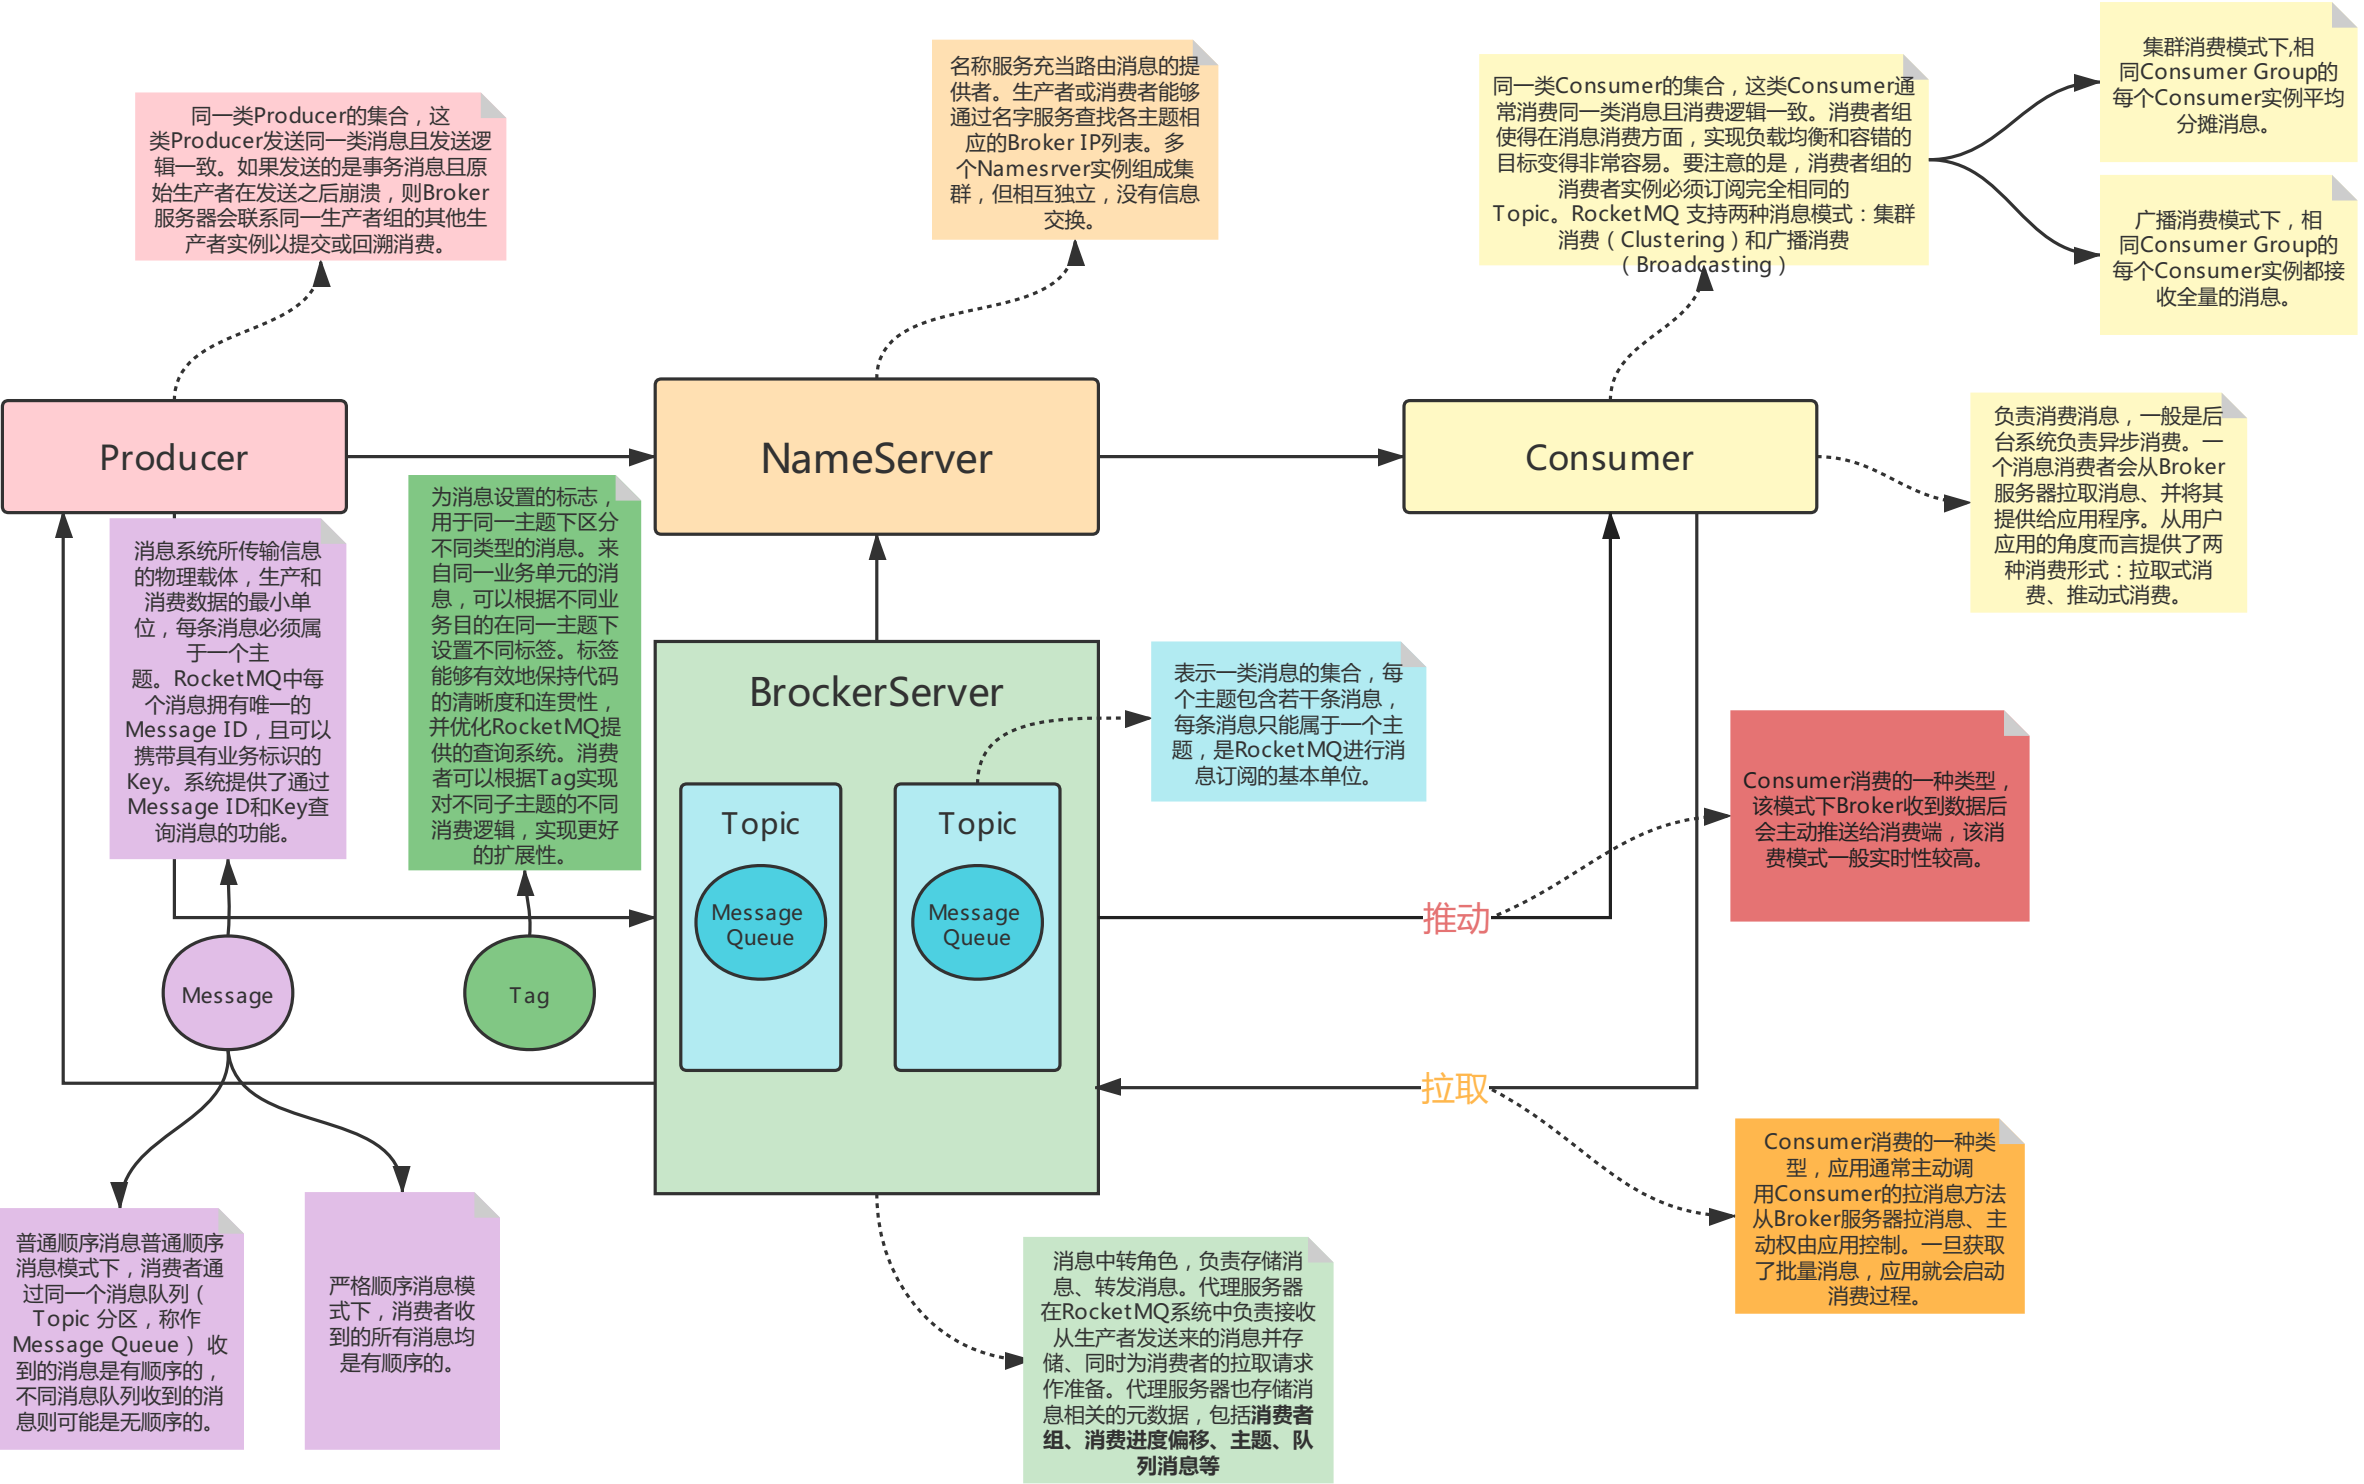 集群消费模式下,相
同Consumer Group的
每个Consumer实例平均
分摊消息。
名称服务充当路由消息的提
供者。生产者或消费者能够
通过名字服务查找各主题相
应的Broker IP列表。多
个Namesrver实例组成集
群，但相互独立，没有信息
交换。
同一类Consumer的集合，这类Consumer通
常消费同一类消息且消费逻辑一致。消费者组
使得在消息消费方面，实现负载均衡和容错的
目标变得非常容易。要注意的是，消费者组的
消费者实例必须订阅完全相同的
Topic。RocketMQ 支持两种消息模式：集群
消费（Clustering）和广播消费
（Broadcasting）
同一类Producer的集合，这
类Producer发送同一类消息且发送逻
辑一致。如果发送的是事务消息且原
始生产者在发送之后崩溃，则Broker
服务器会联系同一生产者组的其他生
产者实例以提交或回溯消费。
广播消费模式下，相
同Consumer Group的
每个Consumer实例都接
收全量的消息。
Producer
NameServer
Consumer
负责消费消息，一般是后
台系统负责异步消费。一
个消息消费者会从Broker
服务器拉取消息、并将其
提供给应用程序。从用户
应用的角度而言提供了两
种消费形式：拉取式消
费、推动式消费。
消息系统所传输信息
的物理载体，生产和
消费数据的最小单
位，每条消息必须属
于一个主
题。RocketMQ中每
个消息拥有唯一的
Message ID，且可以
携带具有业务标识的
Key。系统提供了通过
Message ID和Key查
询消息的功能。
为消息设置的标志，
用于同一主题下区分
不同类型的消息。来
自同一业务单元的消
息，可以根据不同业
务目的在同一主题下
设置不同标签。标签
能够有效地保持代码
的清晰度和连贯性，
并优化RocketMQ提
供的查询系统。消费
者可以根据Tag实现
对不同子主题的不同
消费逻辑，实现更好
的扩展性。
BrockerServer
表示一类消息的集合，每
个主题包含若干条消息，
每条消息只能属于一个主
题，是RocketMQ进行消
息订阅的基本单位。
Topic
Message
Queue
Topic
Message
Queue
Consumer消费的一种类型，
该模式下Broker收到数据后
会主动推送给消费端，该消
费模式一般实时性较高。
推动
Message
Tag
拉取
Consumer消费的一种类
型，应用通常主动调
用Consumer的拉消息方法
从Broker服务器拉消息、主
动权由应用控制。一旦获取
了批量消息，应用就会启动
消费过程。
普通顺序消息普通顺序
消息模式下，消费者通
过同一个消息队列（
Topic 分区，称作
Message Queue） 收
到的消息是有顺序的，
不同消息队列收到的消
息则可能是无顺序的。
严格顺序消息模
式下，消费者收
到的所有消息均
是有顺序的。
消息中转角色，负责存储消
息、转发消息。代理服务器
在RocketMQ系统中负责接收
从生产者发送来的消息并存
储、同时为消费者的拉取请求
作准备。代理服务器也存储消
息相关的元数据，包括消费者
组、消费进度偏移、主题、队
列消息等